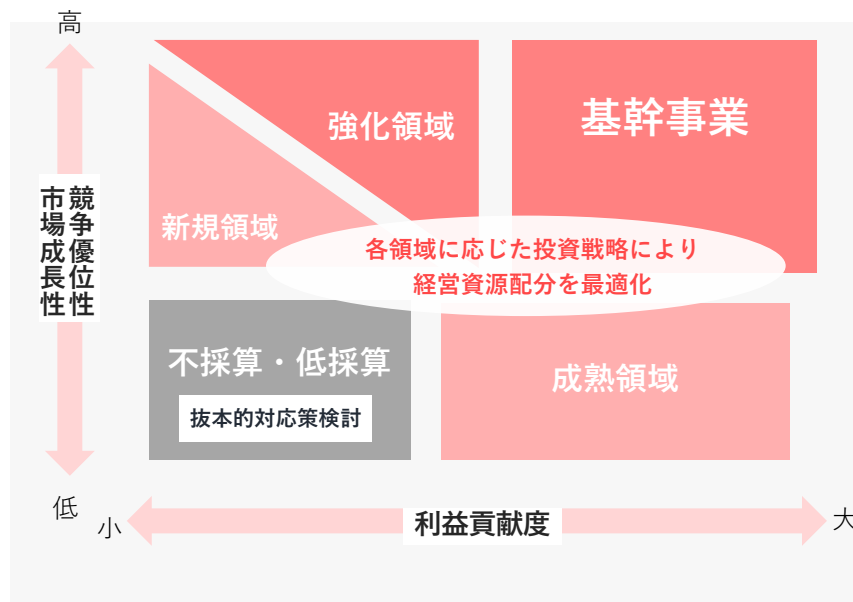 高
強化領域
基幹事業
新規領域
競争優位性
市場成長性
各領域に応じた投資戦略により
経営資源配分を最適化
不採算・低採算
抜本的対応策検討
成熟領域
低
小
利益貢献度
大